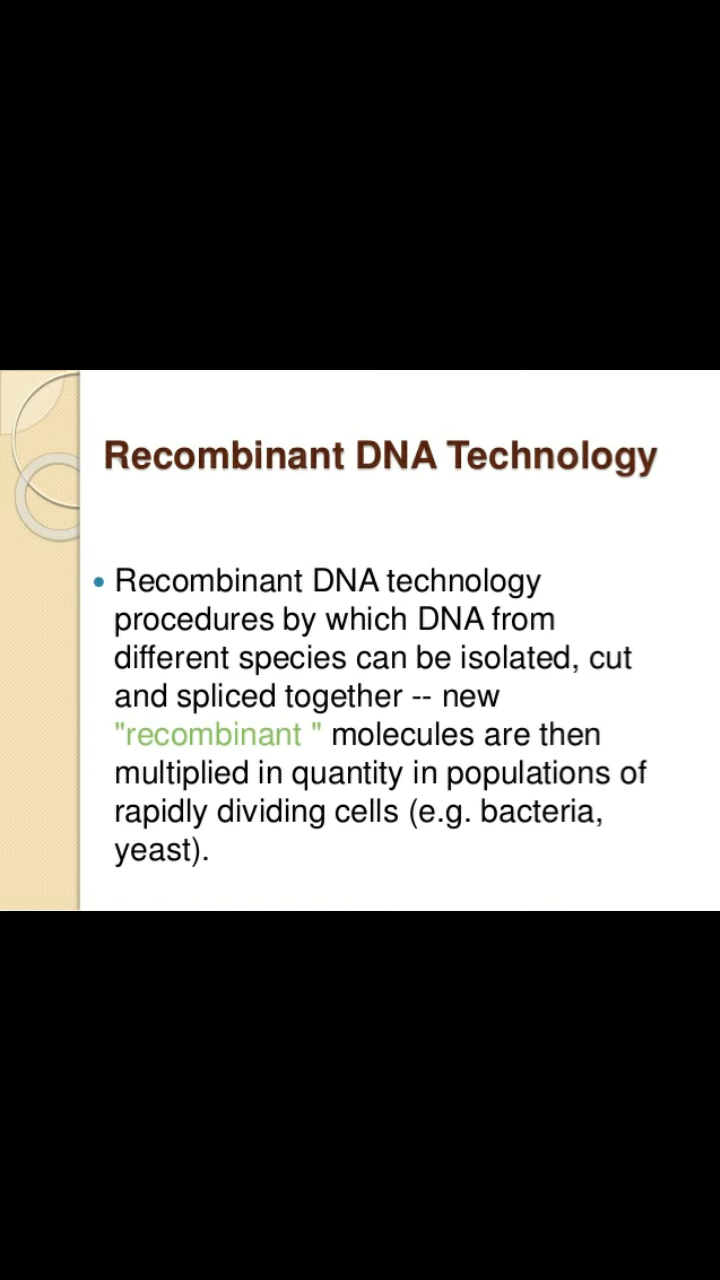 Recombinant DNA Technology
• Recombinant DNA technology
procedures by which DNA from
different species can be isolated, cut
and spliced together -- new
"recombinant " molecules are then
multiplied in quantity in populations of
rapidly dividing cells (e.g. bacteria,
yeast).